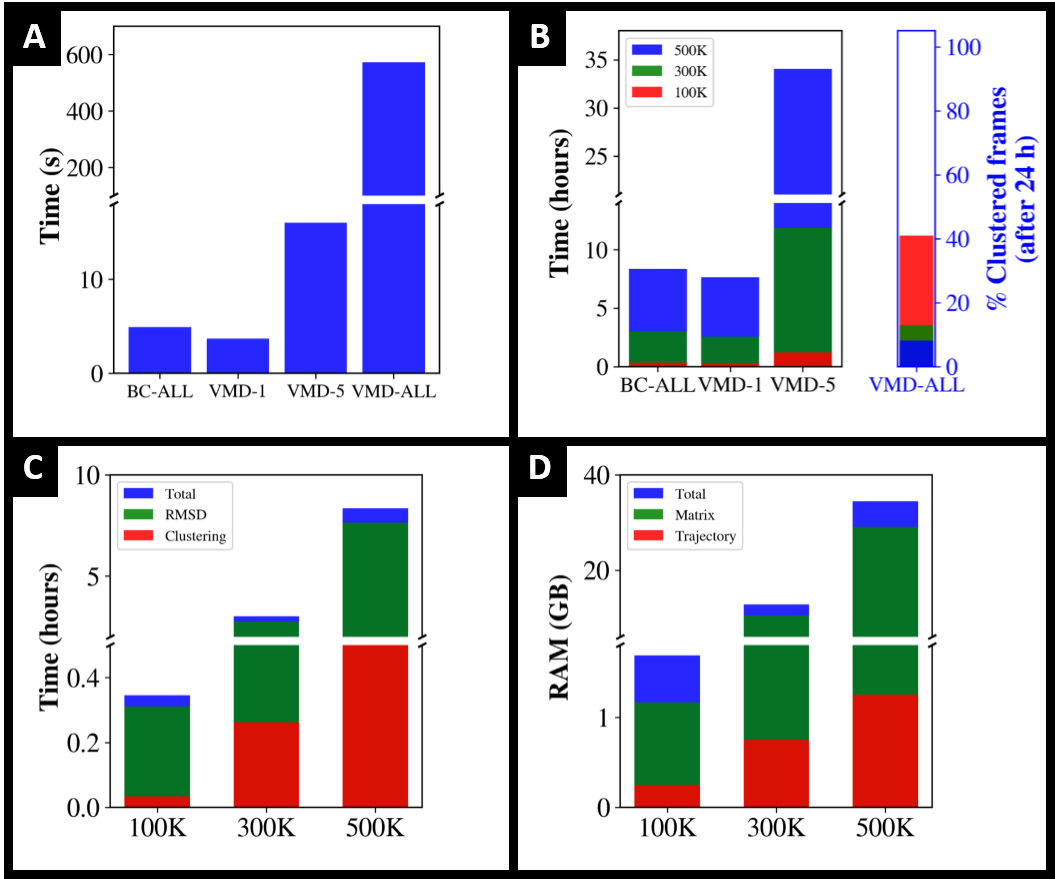 A
Time (s)
600
400
200
10
0
BC-ALL VMD-1 VMD-5 VMD-ALL
B
Time (hours)
35
30
25
10
5
0
500K
300K
100K
BC-ALL VMD-1 VMD-5
100
80
60
40
20
0
% Clustered frames
(after 24 h)
VMD-ALL
C
Time (hours)
10
5
0.4
0.2
0.0
Total
RMSD
Clustering
100K 300K 500K
D
RAM (GB)
40
20
1
0
Total
Matrix
Trajectory
100K 300K 500K